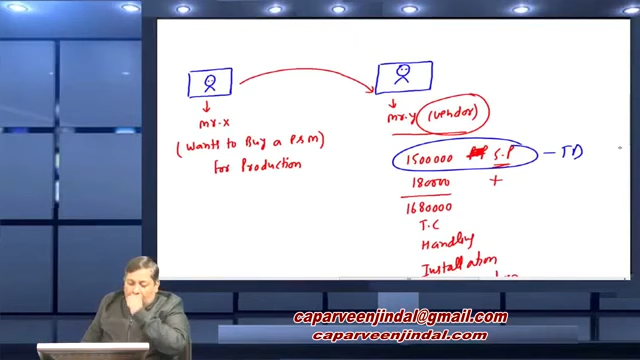 mr-x
(Wants to Buy a P&M)
for Production
mr-y (vendor)
1500000 S.P - TD
180000 +
1680000
T.C
Handling
Installation
caparveenjindal@gmail.com
caparveenjindal.com